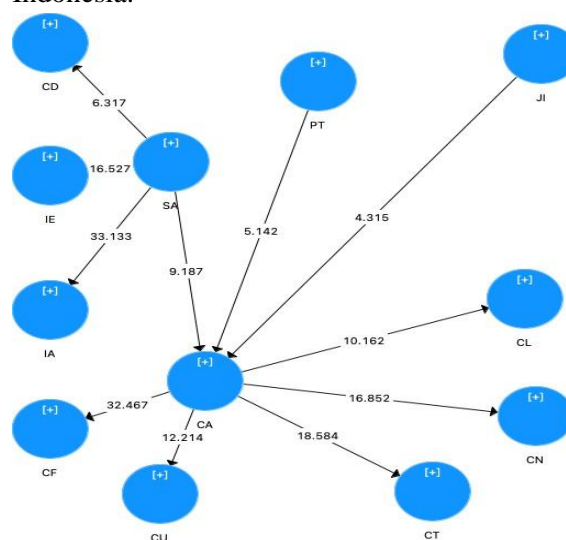 Indonesia.
[+]
CD
[+]
PT
[+]
JI
6.317
[+]
IE
16.527
[+]
SA
33.133
5.142
4.315
9.187
[+]
IA
[+]
CL
10.162
[+]
CA
32.467
16.852
[+]
CF
12.214
18.584
[+]
CN
[+]
CU
[+]
CT